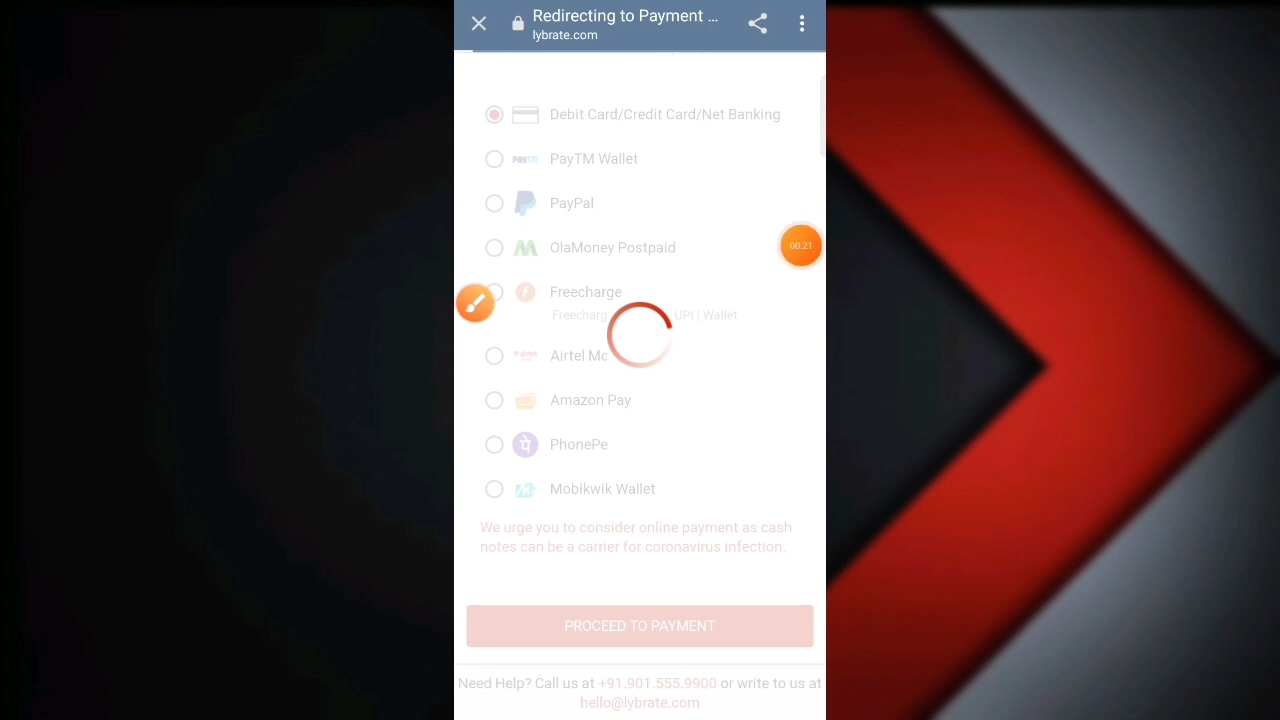 Redirecting to Payment ...
lybrate.com
Debit Card/Credit Card/Net Banking
PayTM Wallet
PayPal
OlaMoney Postpaid
00:21
Freecharge
Freecharg UPI | Wallet
Airtel Mo
Amazon Pay
पे PhonePe
Mobikwik Wallet
We urge you to consider online payment as cash
notes can be a carrier for coronavirus infection.
PROCEED TO PAYMENT
Need Help? Call us at +91.901.555.9900 or write to us at
hello@lybrate.com